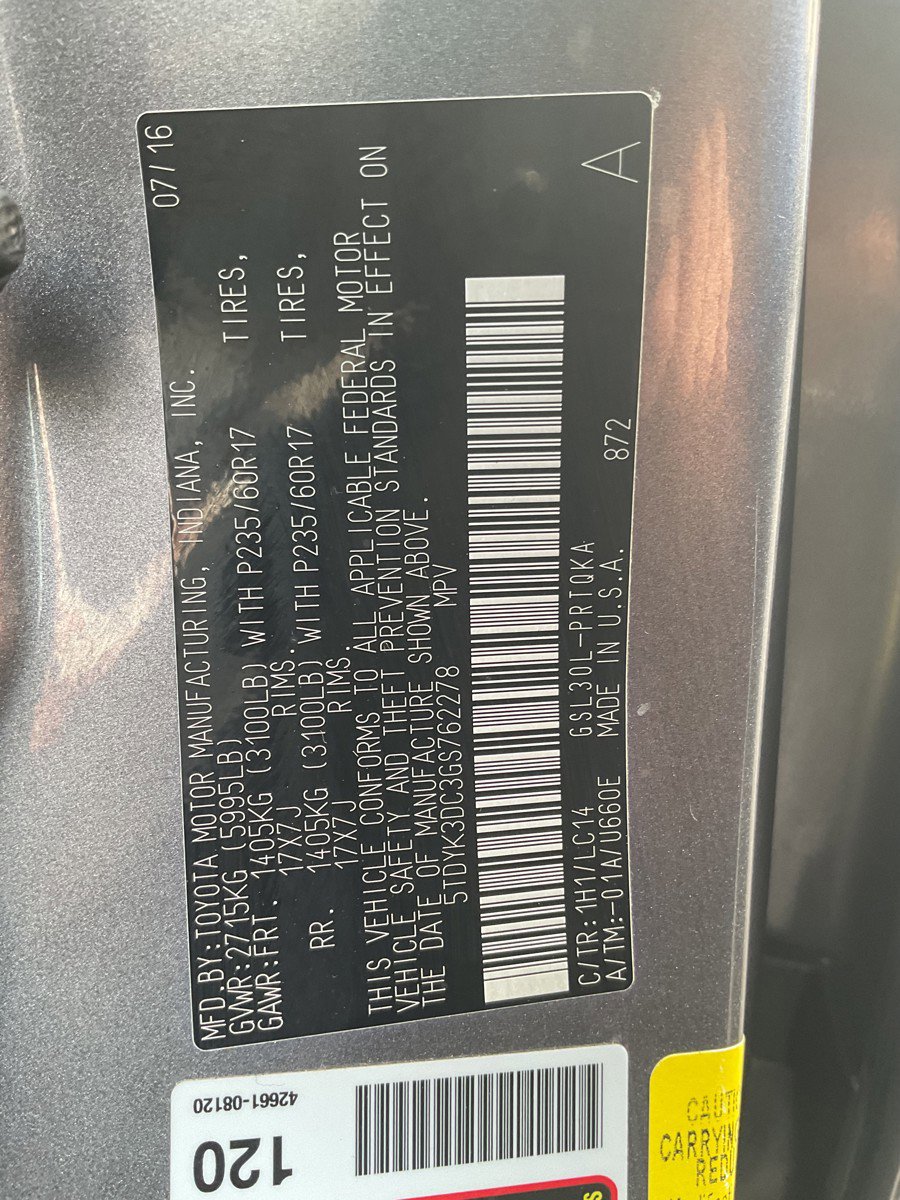 07/16
MFD.BY:TOYOTA MOTOR MANUFACTURING, INDIANA, INC.
GVWR:2715KG (5995LB)
GAWR:FRT. 1405KG (3100LB) WITH P235/60R17 TIRES,
17X7J RIMS.
RR. 1405KG (3100LB) WITH P235/60R17 TIRES,
17X7J RIMS.
THIS VEHICLE CONFORMS TO ALL APPLICABLE FEDERAL MOTOR
VEHICLE SAFETY AND THEFT PREVENTION STANDARDS IN EFFECT ON
THE DATE OF MANUFACTURE SHOWN ABOVE.
5TDYK3DC3GS762278 MPV
C/TR:1H1/LC14 GSL30L-PRTQKA
A/TM:-01A/U660E MADE IN U.S.A. 872
A
42661-08120
120
CARRYIN
REDU